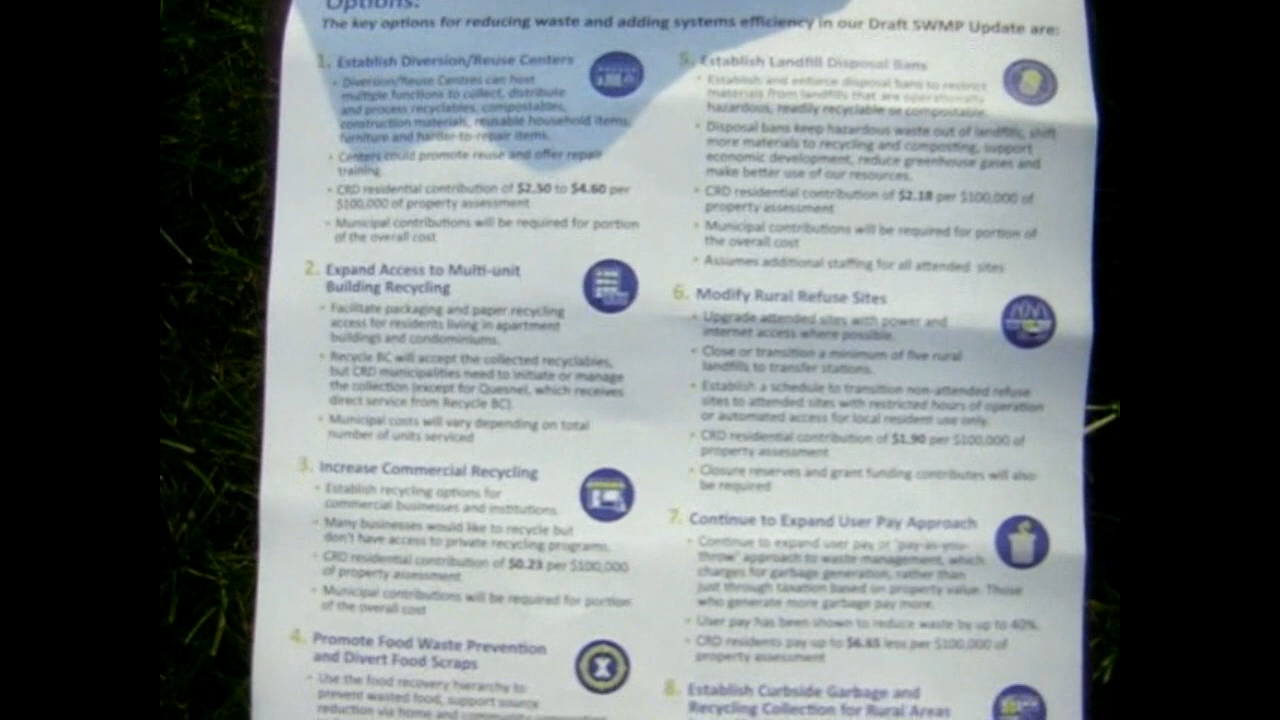 Options:
The key options for reducing waste and adding systems efficiency in our Draft SWMP Update are:
1. Establish Diversion/Reuse Centers
• Diversion/Reuse Centres can host
multiple functions to collect, distribute
and process recyclables, compostables,
construction materials, reusable household items,
furniture and harder-to-repair items.
• Centers could promote reuse and offer repair
training.
• CRD residential contribution of $2.50 to $4.60 per
$100,000 of property assessment
• Municipal contributions will be required for portion
of the overall cost
2. Expand Access to Multi-unit
Building Recycling
• Facilitate packaging and paper recycling
access for residents living in apartment
buildings and condominiums.
• Recycle BC will accept the collected recyclables,
but CRD municipalities need to initiate or manage
the collection (except for Quesnel, which receives
direct service from Recycle BC).
• Municipal costs will vary depending on total
number of units serviced
3. Increase Commercial Recycling
• Establish recycling options for
commercial businesses and institutions.
• Many businesses would like to recycle but
don't have access to private recycling programs.
• CRD residential contribution of $0.23 per $100,000
of property assessment
• Municipal contributions will be required for portion
of the overall cost
4. Promote Food Waste Prevention
and Divert Food Scraps
• Use the food recovery hierarchy to
prevent wasted food, support source
reduction via home and community
5. Establish Landfill Disposal Bans
• Establish and enforce disposal bans to restrict
materials from landfills that are operationally
hazardous, readily recyclable or compostable.
• Disposal bans keep hazardous waste out of landfills, shift
more materials to recycling and composting, support
economic development, reduce greenhouse gases and
make better use of our resources.
• CRD residential contribution of $2.18 per $100,000 of
property assessment
• Municipal contributions will be required for portion of
the overall cost
• Assumes additional staffing for all attended sites
6. Modify Rural Refuse Sites
• Upgrade attended sites with power and
internet access where possible.
• Close or transition a minimum of five rural
landfills to transfer stations.
• Establish a schedule to transition non-attended refuse
sites to attended sites with restricted hours of operation
or automated access for local resident use only.
• CRD residential contribution of $1.90 per $100,000 of
property assessment
• Closure reserves and grant funding contributes will also
be required
7. Continue to Expand User Pay Approach
• Continue to expand user pay or "pay-as-you-
throw" approach to waste management, which
charges for garbage generation, rather than
just through taxation based on property value. Those
who generate more garbage pay more.
• User pay has been shown to reduce waste by up to 40%.
• CRD residents pay up to $6.85 less per $100,000 of
property assessment
8. Establish Curbside Garbage and
Recycling Collection for Rural Areas